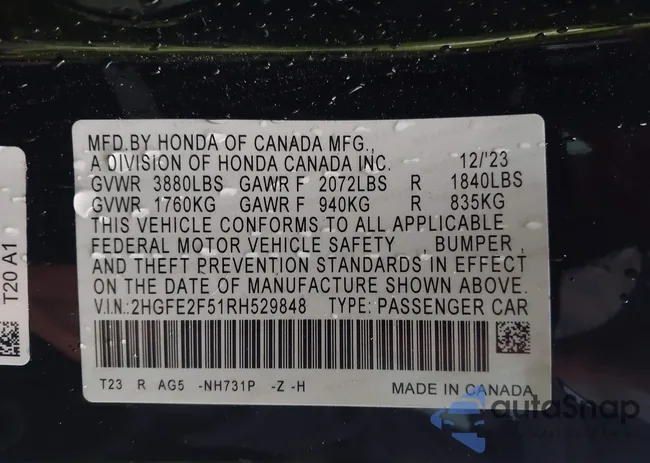 MFD.BY HONDA OF CANADA MFG.,
A DIVISION OF HONDA CANADA INC. 12/'23
GVWR 3880LBS GAWR F 2072LBS R 1840LBS
GVWR 1760KG GAWR F 940KG R 835KG
THIS VEHICLE CONFORMS TO ALL APPLICABLE
FEDERAL MOTOR VEHICLE SAFETY , BUMPER ,
AND THEFT PREVENTION STANDARDS IN EFFECT
ON THE DATE OF MANUFACTURE SHOWN ABOVE.
V.I.N.:2HGFE2F51RH529848 TYPE:PASSENGER CAR
T23 R AG5 -NH731P -Z -H MADE IN CANADA
T20 A1
autoSnap